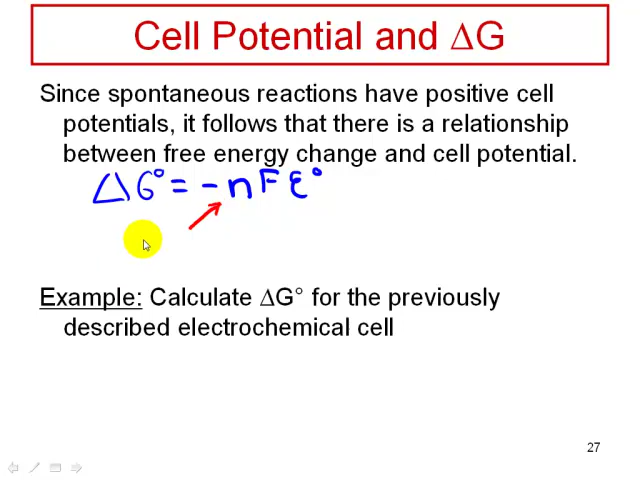 Cell Potential and ΔG
Since spontaneous reactions have positive cell
potentials, it follows that there is a relationship
between free energy change and cell potential.
ΔG° = -nFℰ°
Example: Calculate ΔG° for the previously
described electrochemical cell
27